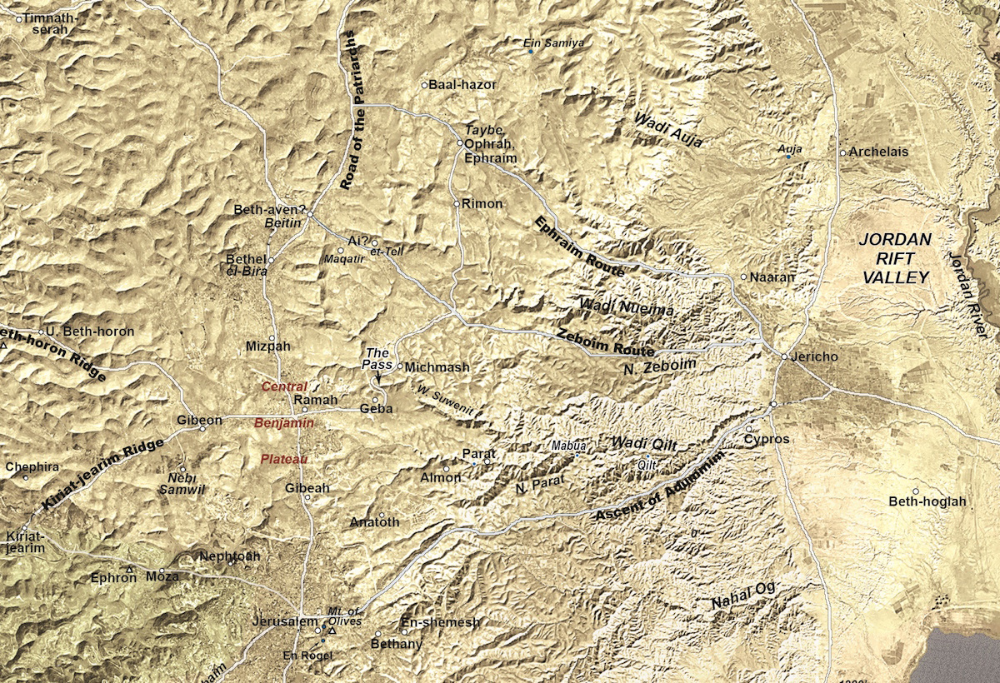 Timnath-
serah
Road of the Patriarchs
Ein Samiya
Baal-hazor
Wadi Auja
Taybe,
Ophrah,
Ephraim
Auja
Archelais
Rimon
Beth-aven?
Beitin
Ephraim Route
JORDAN
RIFT
VALLEY
Jordan River
Ai?
et-Tell
Maqatir
Bethel
el-Bira
Naaran
Wadi Nueima
U. Beth-horon
eth-horon Ridge
Mizpah
Zeboim Route
N. Zeboim
Jericho
The
Pass
Michmash
Central
Ramah
Geba
W. Suwenit
Benjamin
Gibeon
Plateau
Kiriat-jearim Ridge
Cypros
Mabua
Wadi Qilt
Qilt
Parat
Almon
N. Parat
Chephira
Nebi
Samwil
Gibeah
Ascent of Adummim
Beth-hoglah
Anatoth
Kiriat-
jearim
0'
Nephtoah
Ephron
Moza
Nahal Og
Jerusalem
Mt. of
Olives
En-shemesh
Bethany
En Rogel
haim